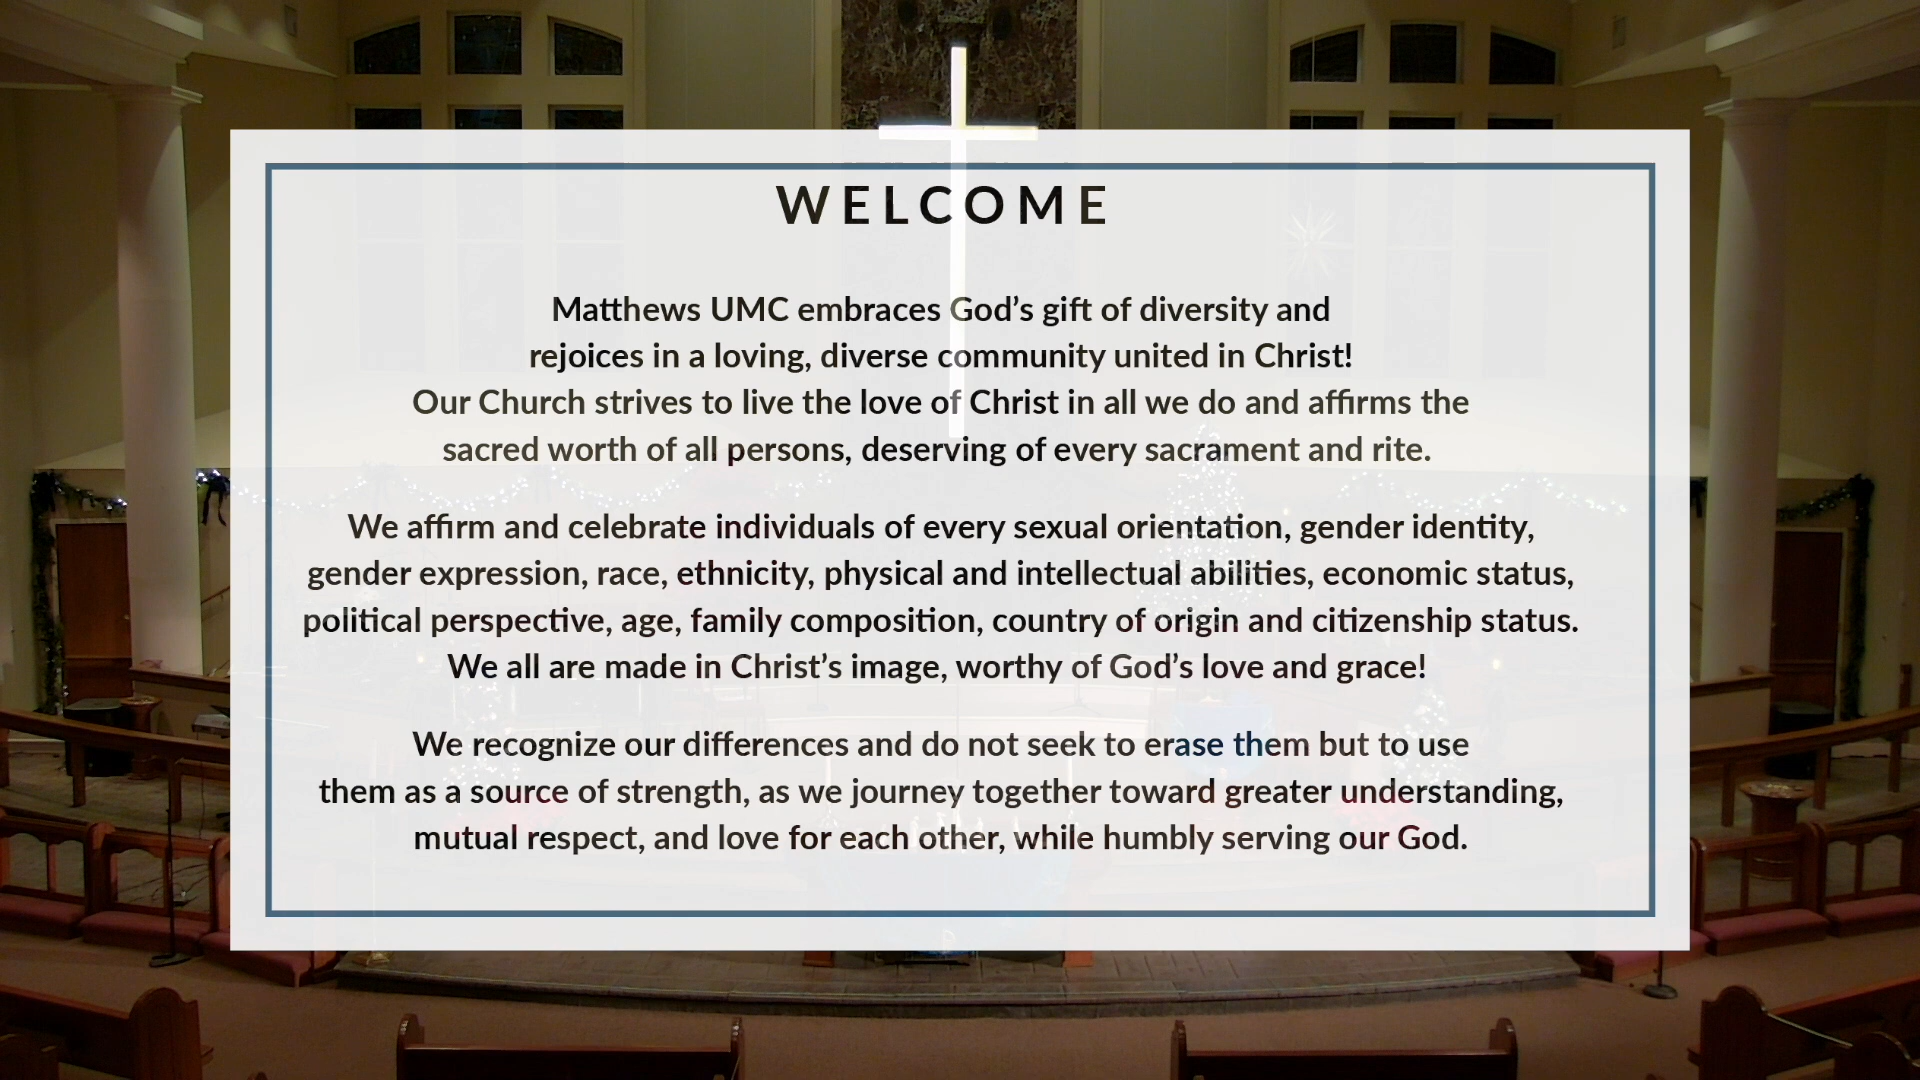 WELCOME
Matthews UMC embraces God’s gift of diversity and
rejoices in a loving, diverse community united in Christ!
Our Church strives to live the love of Christ in all we do and affirms the
sacred worth of all persons, deserving of every sacrament and rite.
We affirm and celebrate individuals of every sexual orientation, gender identity,
gender expression, race, ethnicity, physical and intellectual abilities, economic status,
political perspective, age, family composition, country of origin and citizenship status.
We all are made in Christ’s image, worthy of God’s love and grace!
We recognize our differences and do not seek to erase them but to use
them as a source of strength, as we journey together toward greater understanding,
mutual respect, and love for each other, while humbly serving our God.